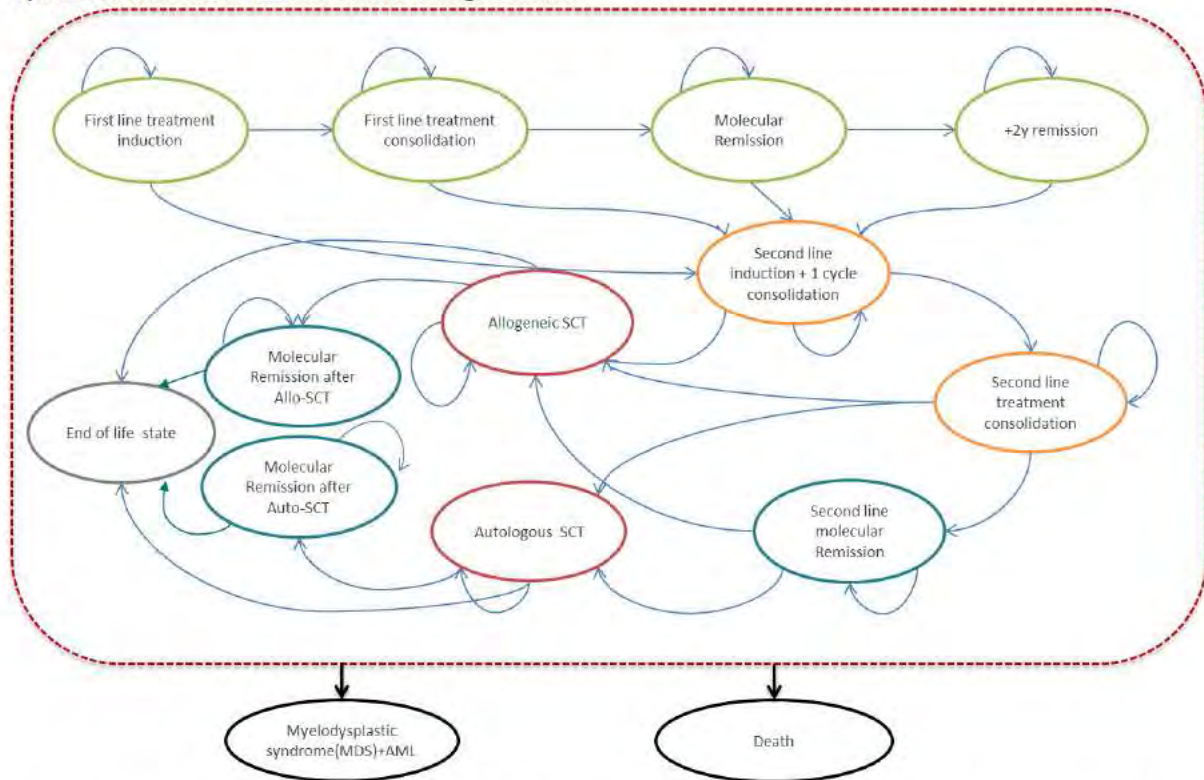 First line treatment
induction
First line treatment
consolidation
Molecular
Remission
+2y remission
Second line
induction + 1 cycle
consolidation
Allogeneic SCT
Molecular
Remission after
Allo-SCT
Second line
treatment
consolidation
End of life state
Molecular
Remission after
Auto-SCT
Autologous SCT
Second line
molecular
Remission
Myelodysplastic
syndrome(MDS)+AML
Death